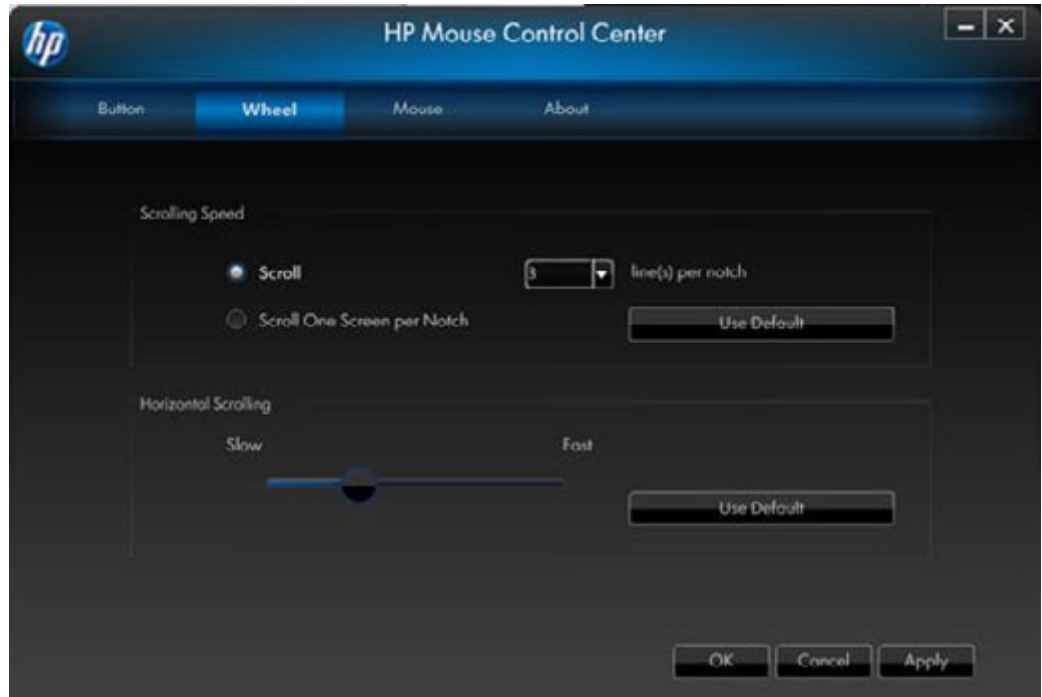 hp
HP Mouse Control Center
Button Wheel Mouse About
Scrolling Speed
Scroll 3 line(s) per notch
Scroll One Screen per Notch Use Default
Horizontal Scrolling
Slow Fast
Use Default
OK Cancel Apply